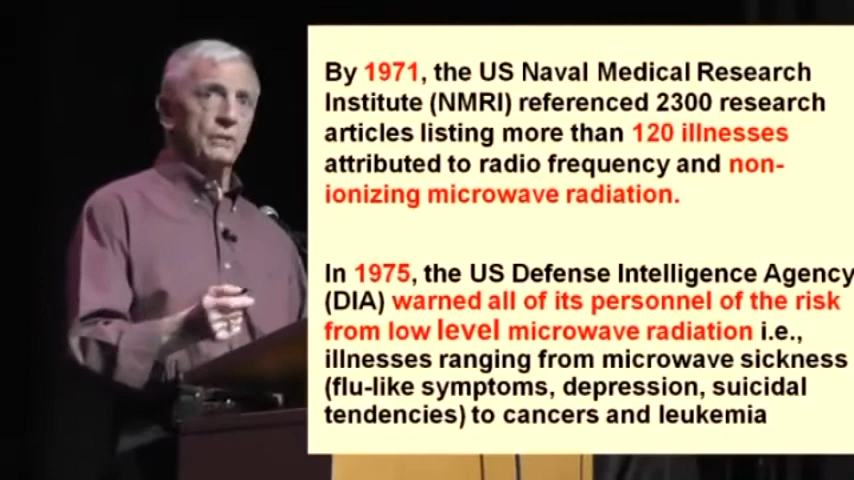 By 1971, the US Naval Medical Research
Institute (NMRI) referenced 2300 research
articles listing more than 120 illnesses
attributed to radio frequency and non-
ionizing microwave radiation.
In 1975, the US Defense Intelligence Agency
(DIA) warned all of its personnel of the risk
from low level microwave radiation i.e.,
illnesses ranging from microwave sickness
(flu-like symptoms, depression, suicidal
tendencies) to cancers and leukemia